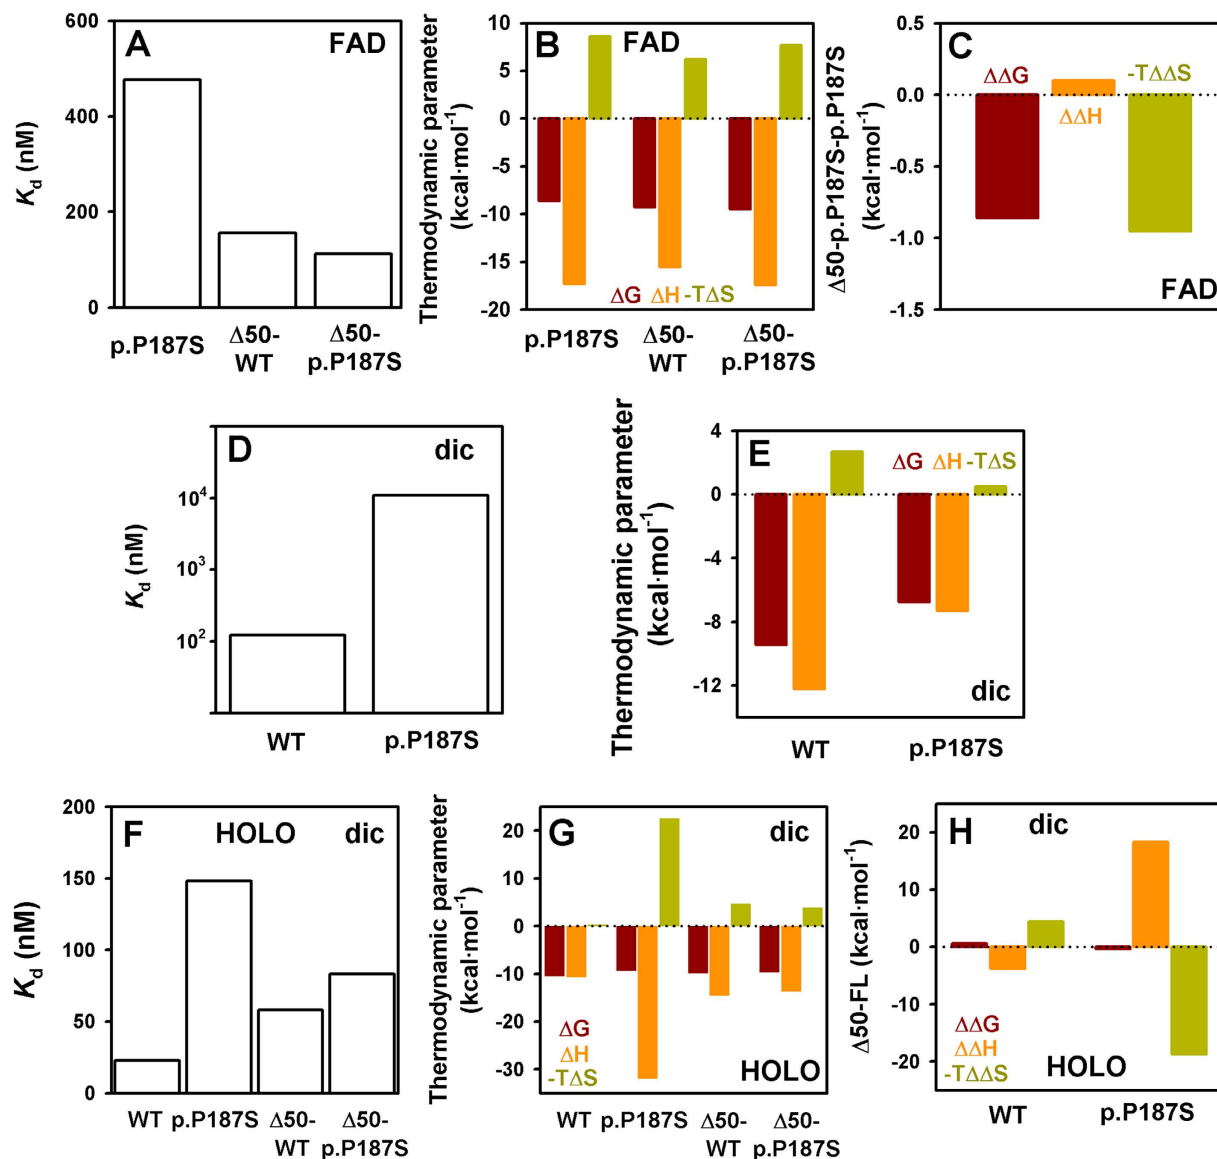 A
FAD
K_d (nM)
600
400
200
0
p.P187S
Δ50-
WT
Δ50-
p.P187S
B
FAD
Thermodynamic parameter
(kcal·mol⁻¹)
10
5
0
-5
-10
-15
-20
ΔG ΔH -TΔS
p.P187S
Δ50-
WT
Δ50-
p.P187S
C
Δ50-p.P187S-p.P187S
(kcal·mol⁻¹)
0.5
0.0
-0.5
-1.0
-1.5
ΔΔG
ΔΔH
-TΔΔS
FAD
D
dic
K_d (nM)
10⁴
10³
10²
WT
p.P187S
E
Thermodynamic parameter
(kcal·mol⁻¹)
4
0
-4
-8
-12
ΔG ΔH -TΔS
dic
WT
p.P187S
F
HOLO
dic
K_d (nM)
200
150
100
50
0
WT
p.P187S
Δ50-
WT
Δ50-
p.P187S
G
dic
Thermodynamic parameter
(kcal·mol⁻¹)
20
10
0
-10
-20
-30
ΔG
ΔH
-TΔS
HOLO
WT
p.P187S
Δ50-
WT
Δ50-
p.P187S
H
dic
Δ50-FL (kcal·mol⁻¹)
20
10
0
-10
-20
ΔΔG
ΔΔH
-TΔΔS
HOLO
WT
p.P187S